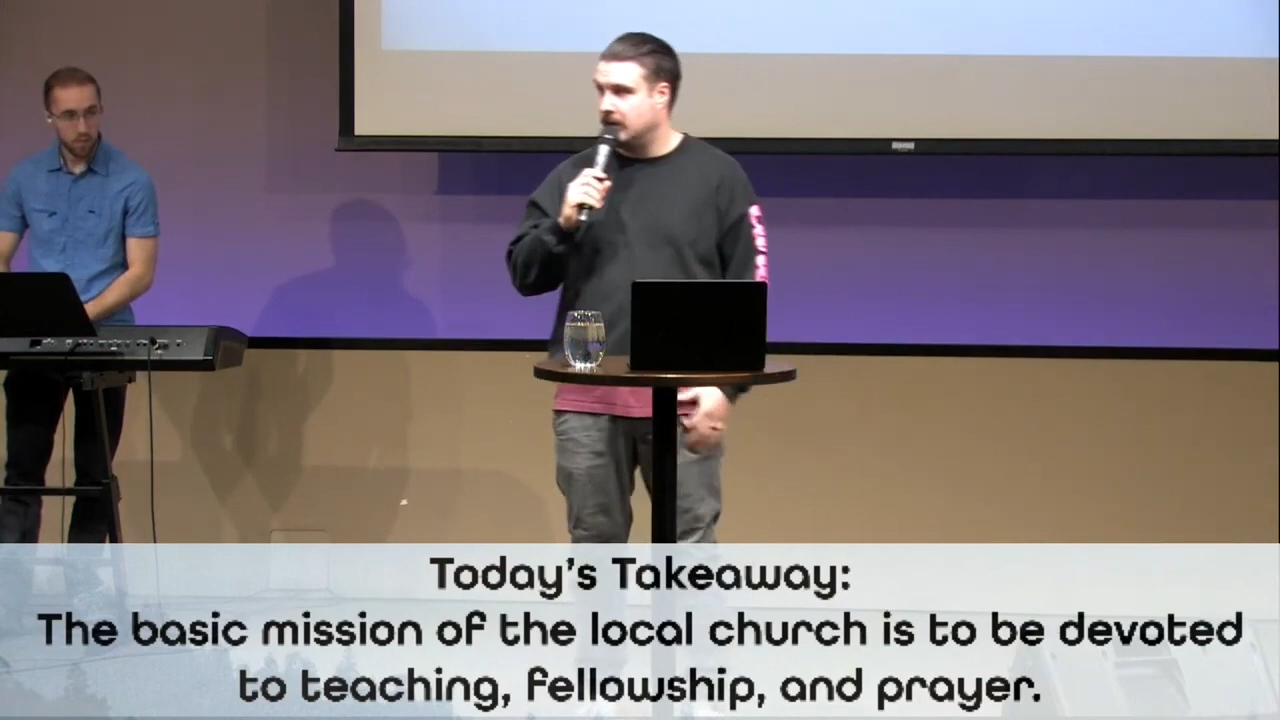 Today's Takeaway:
The basic mission of the local church is to be devoted
to teaching, fellowship, and prayer.